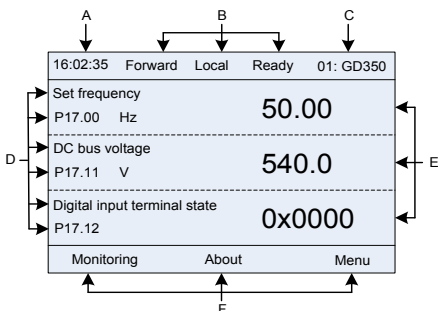 A B C
16:02:35 Forward Local Ready 01: GD350
Set frequency
P17.00 Hz 50.00
DC bus voltage
P17.11 V 540.0
Digital input terminal state
P17.12 0x0000
D E
Monitoring About Menu
F